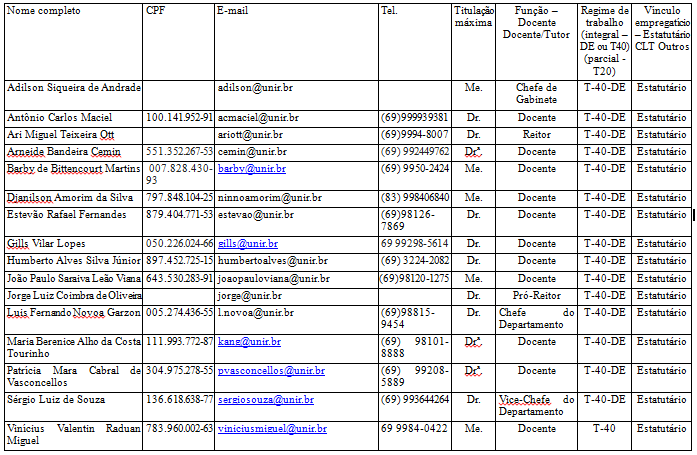 Nome completo CPF E-mail Tel. Titulação máxima Função – Docente Docente/Tutor Regime de trabalho (integral – DE ou T40) (parcial - T20) Vinculo empregaticio – Estatutário CLT Outros
Adilson Siqueira de Andrade adilson@unir.br Me. Chefe de Gabinete T-40-DE Estatutário
Antônio Carlos Maciel 100.141.952-91 acmaciel@unir.br (69)999939381 Dr. Docente T-40-DE Estatutário
Ari Miguel Teixeira Ott ariott@unir.br (69)9994-8007 Dr. Reitor T-40-DE Estatutário
Arneide Bandeira Cemin 551.352.267-53 cemin@unir.br (69) 992449762 Drª Docente T-40-DE Estatutário
Barby de Bittencourt Martins 007.828.430-93 barby@unir.br (69) 9950-2424 Me. Docente T-40-DE Estatutário
Djanilson Amorim da Silva 797.848.104-25 ninnoamorim@unir.br (83) 998406840 Me. Docente T-40-DE Estatutário
Estevão Rafael Fernandes 879.404.771-53 estevao@unir.br (69)98126-7869 Dr. Docente T-40-DE Estatutário
Gills Vilar Lopes 050.226.024-66 gills@unir.br 69 99298-5614 Dr. Docente T-40-DE Estatutário
Humberto Alves Silva Júnior 897.452.725-15 humbertoalves@unir.br (69) 3224-2082 Dr. Docente T-40-DE Estatutário
João Paulo Saraiva Leão Viana 643.530.283-91 joaopauloviana@unir.br (69)98120-1275 Me. Docente T-40-DE Estatutário
Jorge Luiz Coimbra de Oliveira jorge@unir.br Dr. Pró-Reitor T-40-DE Estatutário
Luis Fernando Novoa Garzon 005.274.436-55 l.novoa@unir.br (69)98815-9454 Dr. Chefe do Departamento T-40-DE Estatutário
Maria Berenice Alho da Costa Tourinho 111.993.772-87 kang@unir.br (69) 98101-8888 Drª Docente T-40-DE Estatutário
Patricia Mara Cabral de Vasconcellos 304.975.278-55 pvasconcellos@unir.br (69) 99208-5889 Drª Docente T-40-DE Estatutário
Sérgio Luiz de Souza 136.618.638-77 sergiosouza@unir.br (69) 993644264 Dr. Vice-Chefe do Departamento T-40-DE Estatutário
Vinícius Valentin Raduan Miguel 783.960.002-63 viniciusmiguel@unir.br 69 9984-0422 Me. Docente T-40 Estatutário